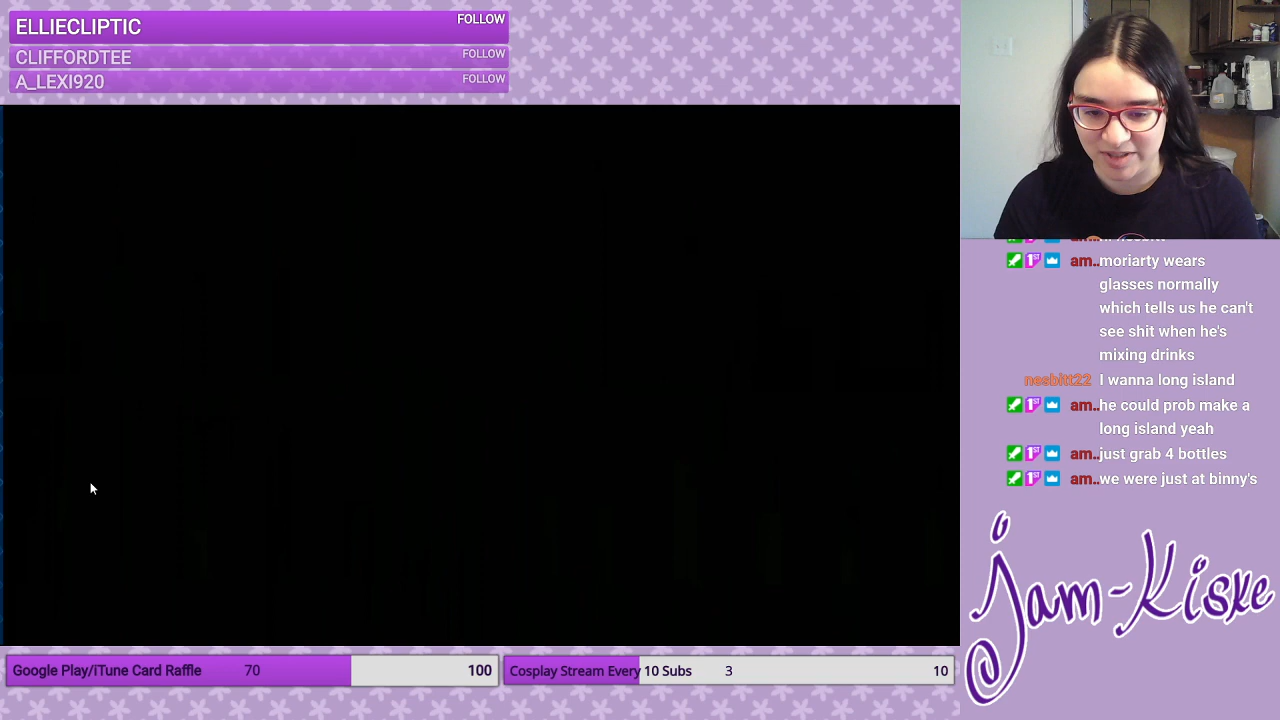 ELLIECLIPTIC FOLLOW
CLIFFORDTEE FOLLOW
A_LEXI920 FOLLOW
am..moriarty wears
glasses normally
which tells us he can't
see shit when he's
mixing drinks
nesbitt22 I wanna long island
am..he could prob make a
long island yeah
am..just grab 4 bottles
am..we were just at binny's
Jam-Kiske
Google Play/iTune Card Raffle 70 100
Cosplay Stream Every 10 Subs 3 10